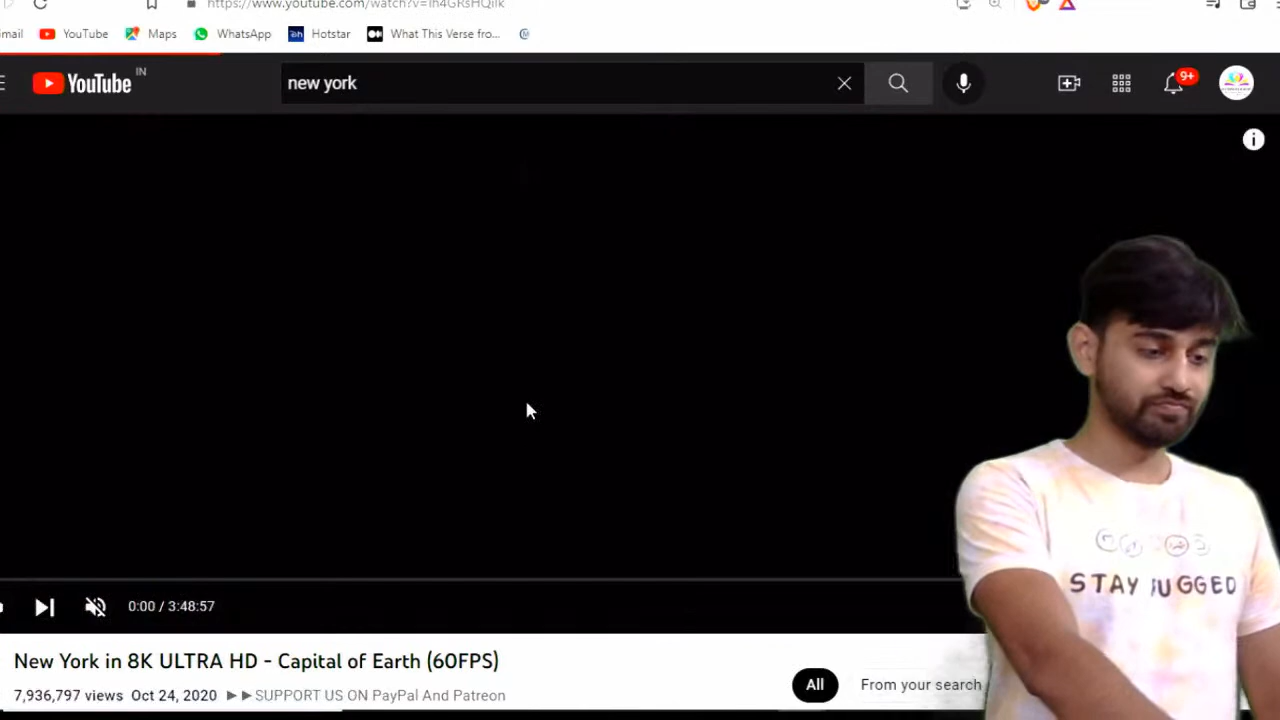 https://www.youtube.com/watch?v=
mail YouTube Maps WhatsApp Hotstar What This Verse fro...
YouTube IN
new york
9+
0:00 / 3:48:57
New York in 8K ULTRA HD - Capital of Earth (60FPS)
7,936,797 views Oct 24, 2020 ▶ ▶ SUPPORT US ON PayPal And Patreon
All From your search
STAY RUGGED